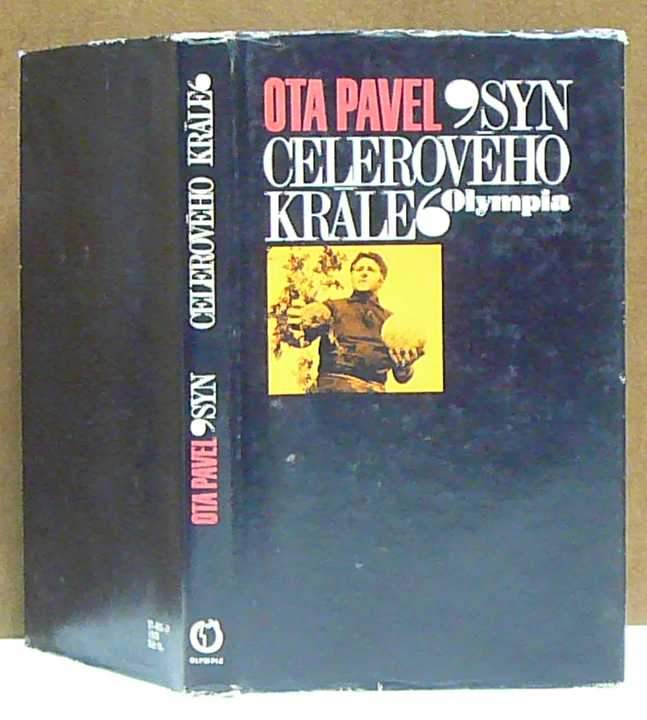 OTA PAVEL ❜SYN
CELEROVÉHO
KRÁLE❛ Olympia
OTA PAVEL ❜SYN CELEROVÉHO KRÁLE❛
OLYMPIA